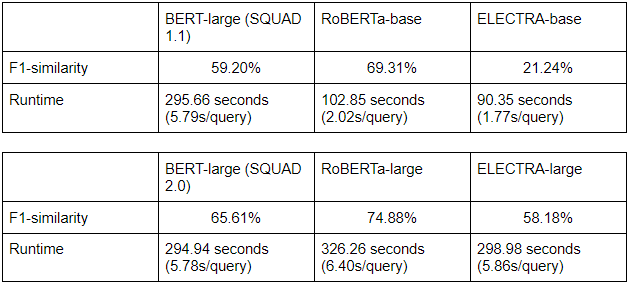 BERT-large (SQUAD 1.1) RoBERTa-base ELECTRA-base
F1-similarity 59.20% 69.31% 21.24%
Runtime 295.66 seconds (5.79s/query) 102.85 seconds (2.02s/query) 90.35 seconds (1.77s/query)
BERT-large (SQUAD 2.0) RoBERTa-large ELECTRA-large
F1-similarity 65.61% 74.88% 58.18%
Runtime 294.94 seconds (5.78s/query) 326.26 seconds (6.40s/query) 298.98 seconds (5.86s/query)